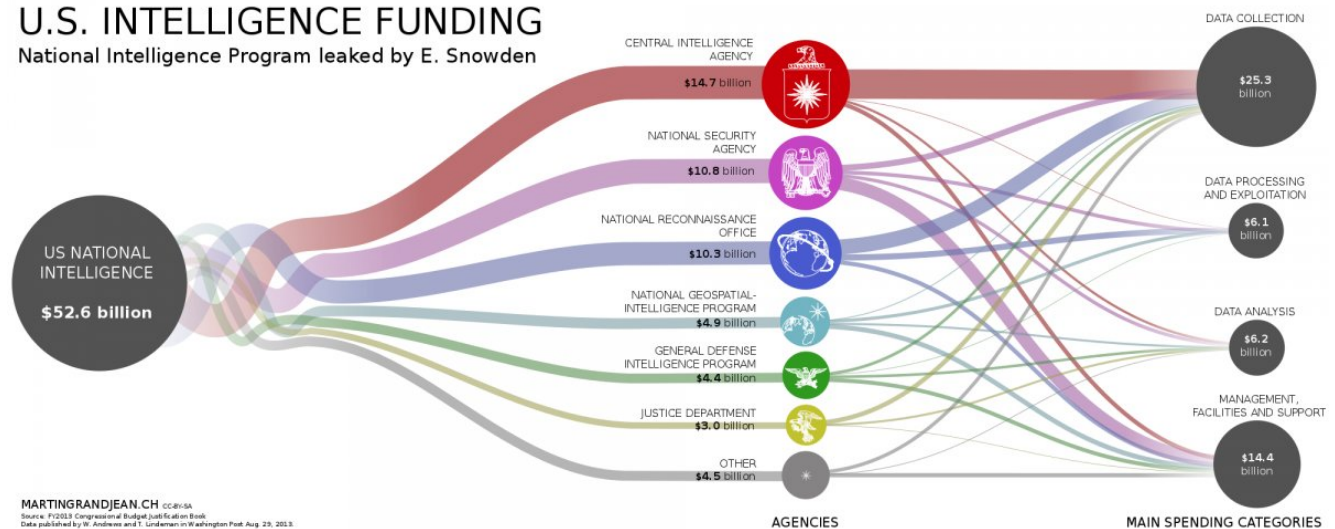 U.S. INTELLIGENCE FUNDING
National Intelligence Program leaked by E. Snowden
US NATIONAL
INTELLIGENCE
$52.6 billion
CENTRAL INTELLIGENCE
AGENCY
$14.7 billion
NATIONAL SECURITY
AGENCY
$10.8 billion
NATIONAL RECONNAISSANCE
OFFICE
$10.3 billion
NATIONAL GEOSPATIAL-
INTELLIGENCE PROGRAM
$4.9 billion
GENERAL DEFENSE
INTELLIGENCE PROGRAM
$4.4 billion
JUSTICE DEPARTMENT
$3.0 billion
OTHER
$4.5 billion
AGENCIES
DATA COLLECTION
$25.3
billion
DATA PROCESSING
AND EXPLOITATION
$6.1
billion
DATA ANALYSIS
$6.2
billion
MANAGEMENT,
FACILITIES AND SUPPORT
$14.4
billion
MAIN SPENDING CATEGORIES
MARTINGRANDJEAN.CH CC-BY-SA
Source: FY2013 Congressional Budget Justification Book
Data published by W. Andrews and T. Lindeman in Washington Post Aug. 29, 2013.